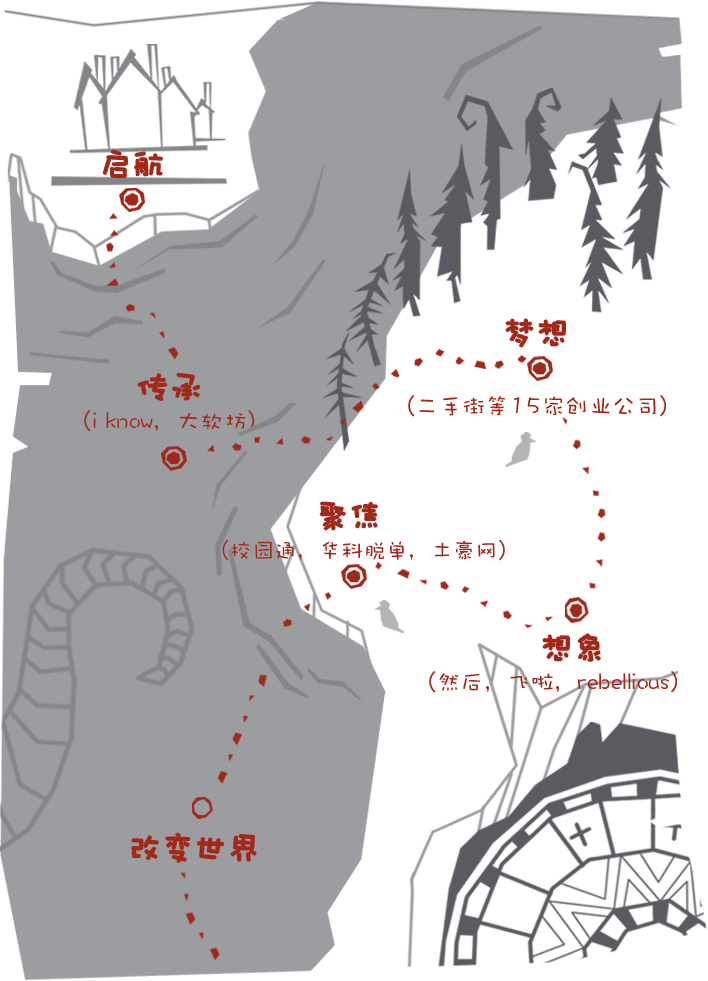 启航
传承
(i know, 大软坊)
梦想
(二手街等15家创业公司)
聚焦
(校园通, 华科脱单, 土豪网)
想象
(然后, 飞啦, rebellious)
改变世界